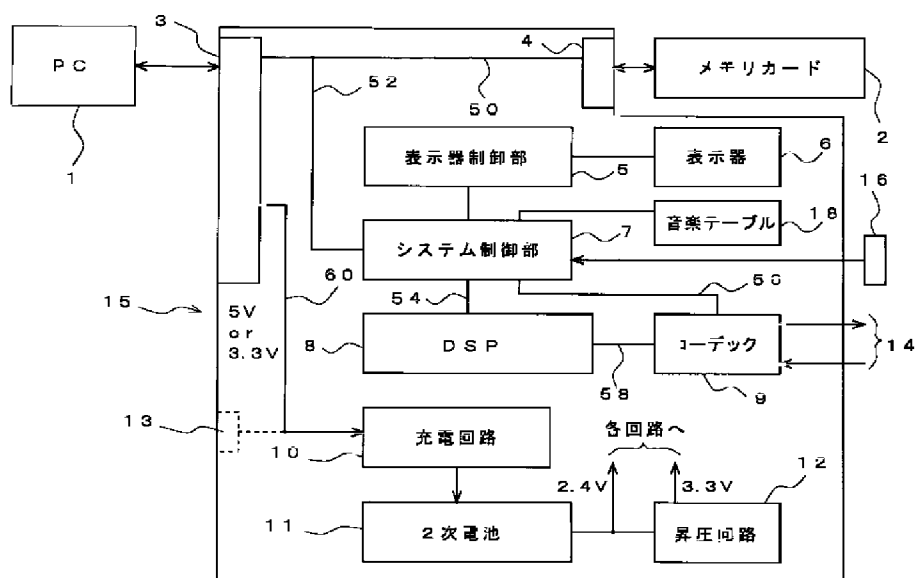 3
4
PC
メモリカード
52
50
1
2
表示器制御部
表示器
5
6
16
音楽テーブル
18
システム制御部
7
60
54
56
15
5V
or
3.3V
8
DSP
コーデック
14
58
9
13
充電回路
各回路へ
10
12
2.4V
3.3V
11
2次電池
昇圧回路